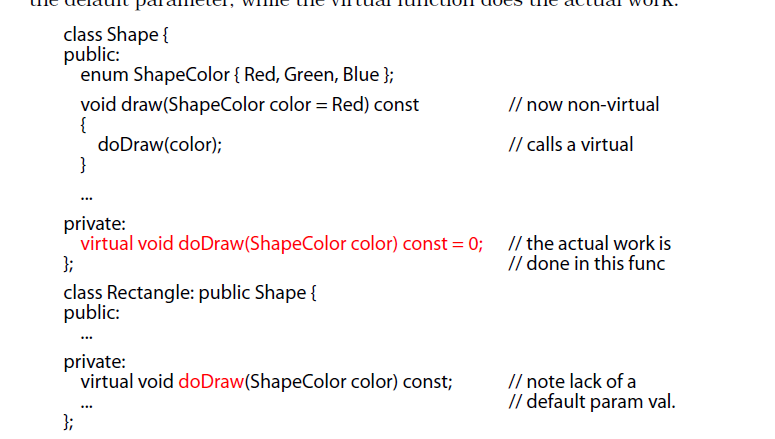 the default parameter, while the virtual function does the actual work:
class Shape {
public:
enum ShapeColor { Red, Green, Blue };
void draw(ShapeColor color = Red) const // now non-virtual
{
doDraw(color); // calls a virtual
}
...
private:
virtual void doDraw(ShapeColor color) const = 0; // the actual work is
}; // done in this func
class Rectangle: public Shape {
public:
...
private:
virtual void doDraw(ShapeColor color) const; // note lack of a
... // default param val.
};